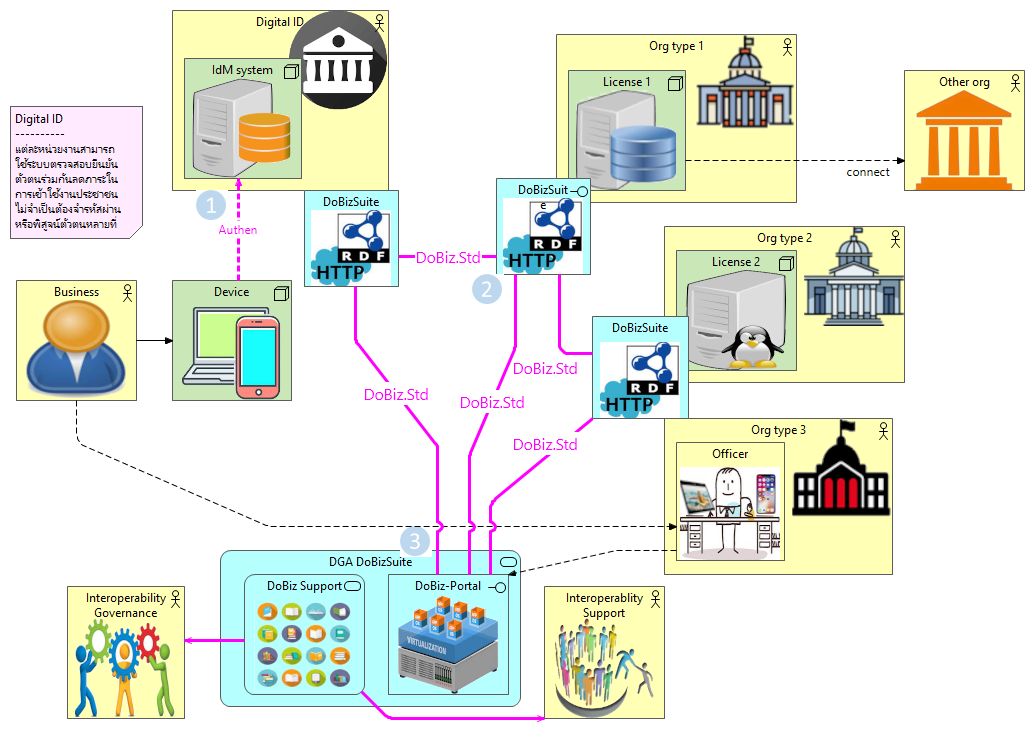 Digital ID
IdM system
Org type 1
License 1
Other org
Digital ID
----------
แต่ละหน่วยงานสามารถ
ใช้ระบบตรวจสอบยืนยัน
ตัวตนร่วมกันลดภาระใน
การเข้าใช้งานประชาชน
ไม่จำเป็นต้องจำรหัสผ่าน
หรือพิสูจน์ตัวตนหลายที่
connect
1
Authen
DoBizSuite
RDF
HTTP
DoBiz.Std
DoBizSuit
e
RDF
HTTP
2
Org type 2
License 2
Business
Device
DoBizSuite
RDF
HTTP
DoBiz.Std
DoBiz.Std
DoBiz.Std
DoBiz.Std
Org type 3
Officer
3
DGA DoBizSuite
DoBiz Support
DoBiz-Portal
VIRTUALIZATION
Interoperability
Governance
Interoperablity
Support